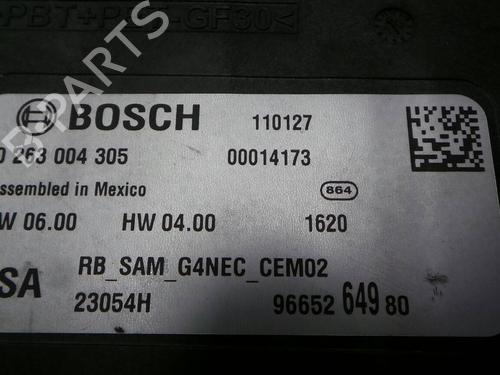 PBT+P T-GF30<
B-PARTS
BOSCH 110127
0 263 004 305 00014173
ssembled in Mexico 864
W 06.00 HW 04.00 1620
RB_SAM_G4NEC_CEM02
SA 23054H 96652 649 80